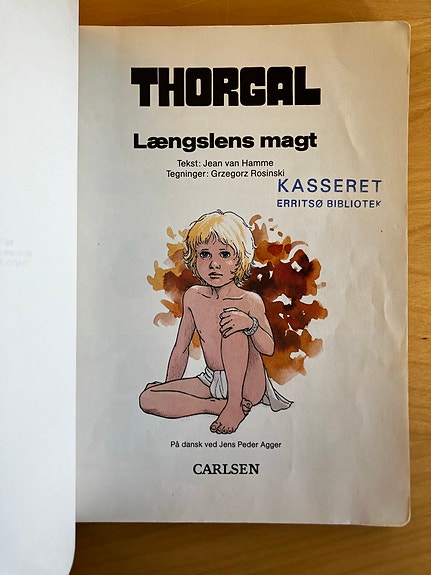 THORGAL
Længslens magt
Tekst: Jean van Hamme
Tegninger: Grzegorz Rosinski
KASSERET
ERRITSØ BIBLIOTEK
På dansk ved Jens Peder Agger
CARLSEN